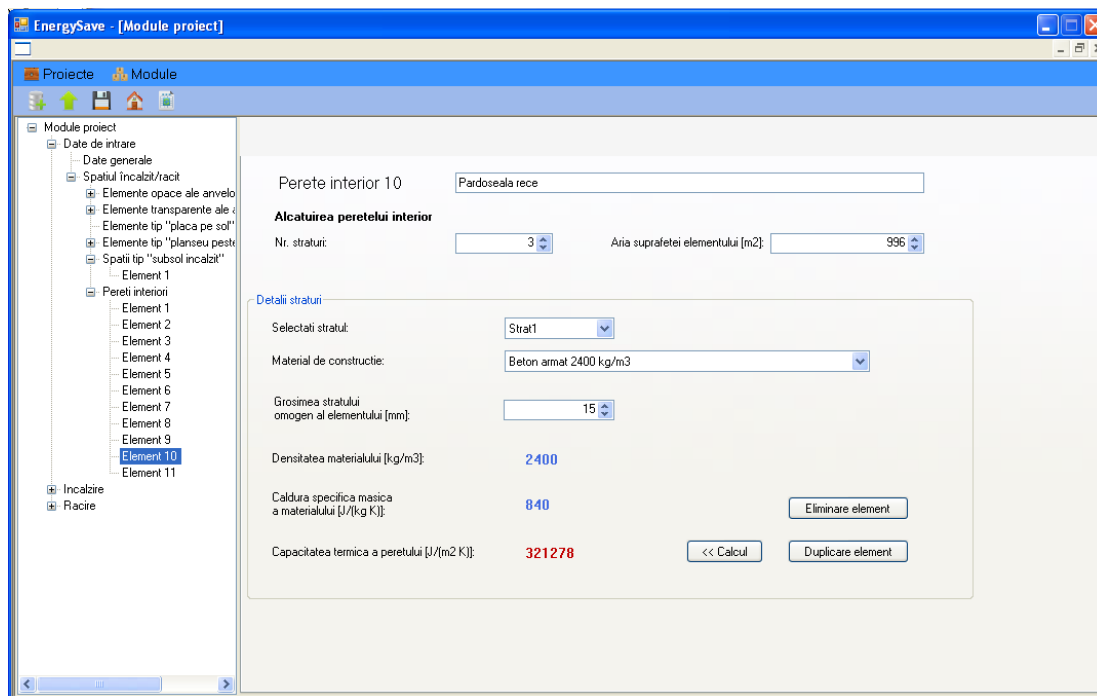 EnergySave - [Module proiect]
Proiecte Module
Module proiect
Date de intrare
Date generale
Spatiul încalzit/racit
Elemente opace ale anvelo
Elemente transparente ale a
Elemente tip "placa pe sol"
Elemente tip "planseu peste
Spatii tip "subsol incalzit"
Element 1
Pereti interiori
Element 1
Element 2
Element 3
Element 4
Element 5
Element 6
Element 7
Element 8
Element 9
Element 10
Element 11
Incalzire
Racire
Perete interior 10 Pardoseala rece
Alcatuirea peretelui interior
Nr. straturi: 3 Aria suprafetei elementului [m2]: 996
Detalii straturi
Selectati stratul: Strat1
Material de constructie: Beton armat 2400 kg/m3
Grosimea stratului
omogen al elementului [mm]: 15
Densitatea materialului [kg/m3]: 2400
Caldura specifica masica
a materialului [J/(kg K)]: 840
Eliminare element
Capacitatea termica a peretului [J/(m2 K)]: 321278 << Calcul Duplicare element